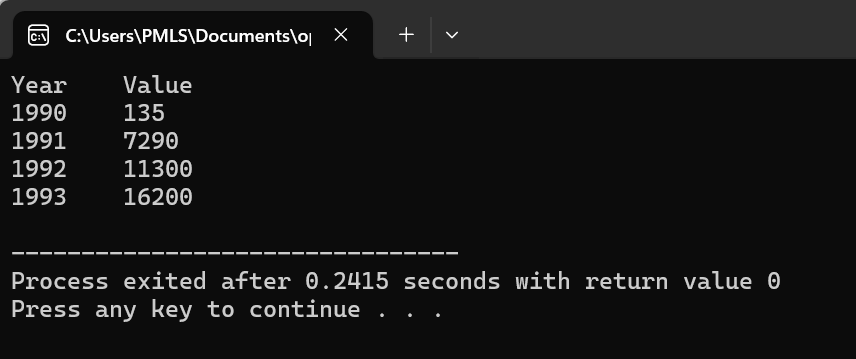 C:\Users\PMLS\Documents\o
Year    Value
1990    135
1991    7290
1992    11300
1993    16200
--------------------------------
Process exited after 0.2415 seconds with return value 0
Press any key to continue . . .